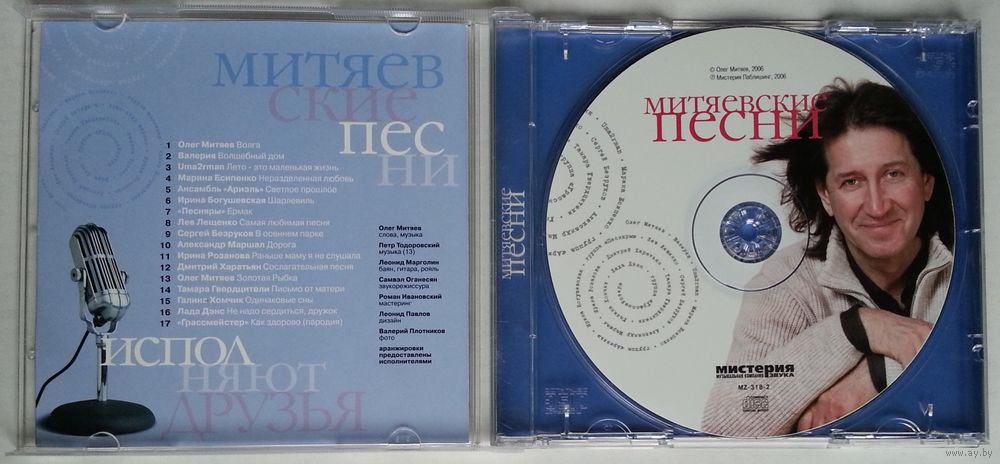 МИТЯЕВ
СКИЕ
ПЕС
НИ
1 Олег Митяев Волга
2 Валерия Волшебный дом
3 Uma2rman Лето - это маленькая жизнь
4 Марина Есипенко Неразделенная любовь
5 Ансамбль «Ариэль» Светлое прошлое
6 Ирина Богушевская Шарлевиль
7 «Песняры» Ермак
8 Лев Лещенко Самая любимая песня
9 Сергей Безруков В осеннем парке
10 Александр Маршал Дорога
11 Ирина Розанова Раньше маму я не слушала
12 Дмитрий Харатьян Сослагательная песня
13 Олег Митяев Золотая Рыбка
14 Тамара Гвердцители Письмо от матери
15 Галина Хомчик Одинаковые сны
16 Лада Дэнс Не надо сердиться, дружок
17 «Грассмейстер» Как здорово (пародия)
Олег Митяев
слова, музыка
Петр Тодоровский
музыка (13)
Леонид Марголин
баян, гитара, рояль
Самвэл Оганесян
звукорежиссура
Роман Ивановский
мастеринг
Леонид Павлов
дизайн
Валерий Плотников
фото
аранжировки
предоставлены
исполнителями
ИСПОЛ
НЯЮТ
ДРУЗЬЯ
МИТЯЕВСКИЕ
ПЕСНИ
© Олег Митяев, 2006
℗ Мистерия Паблишинг, 2006
МИТЯЕВСКИЕ
ПЕСНИ
мистерия
ЗВУКА
MZ-318-2
www.ay.by